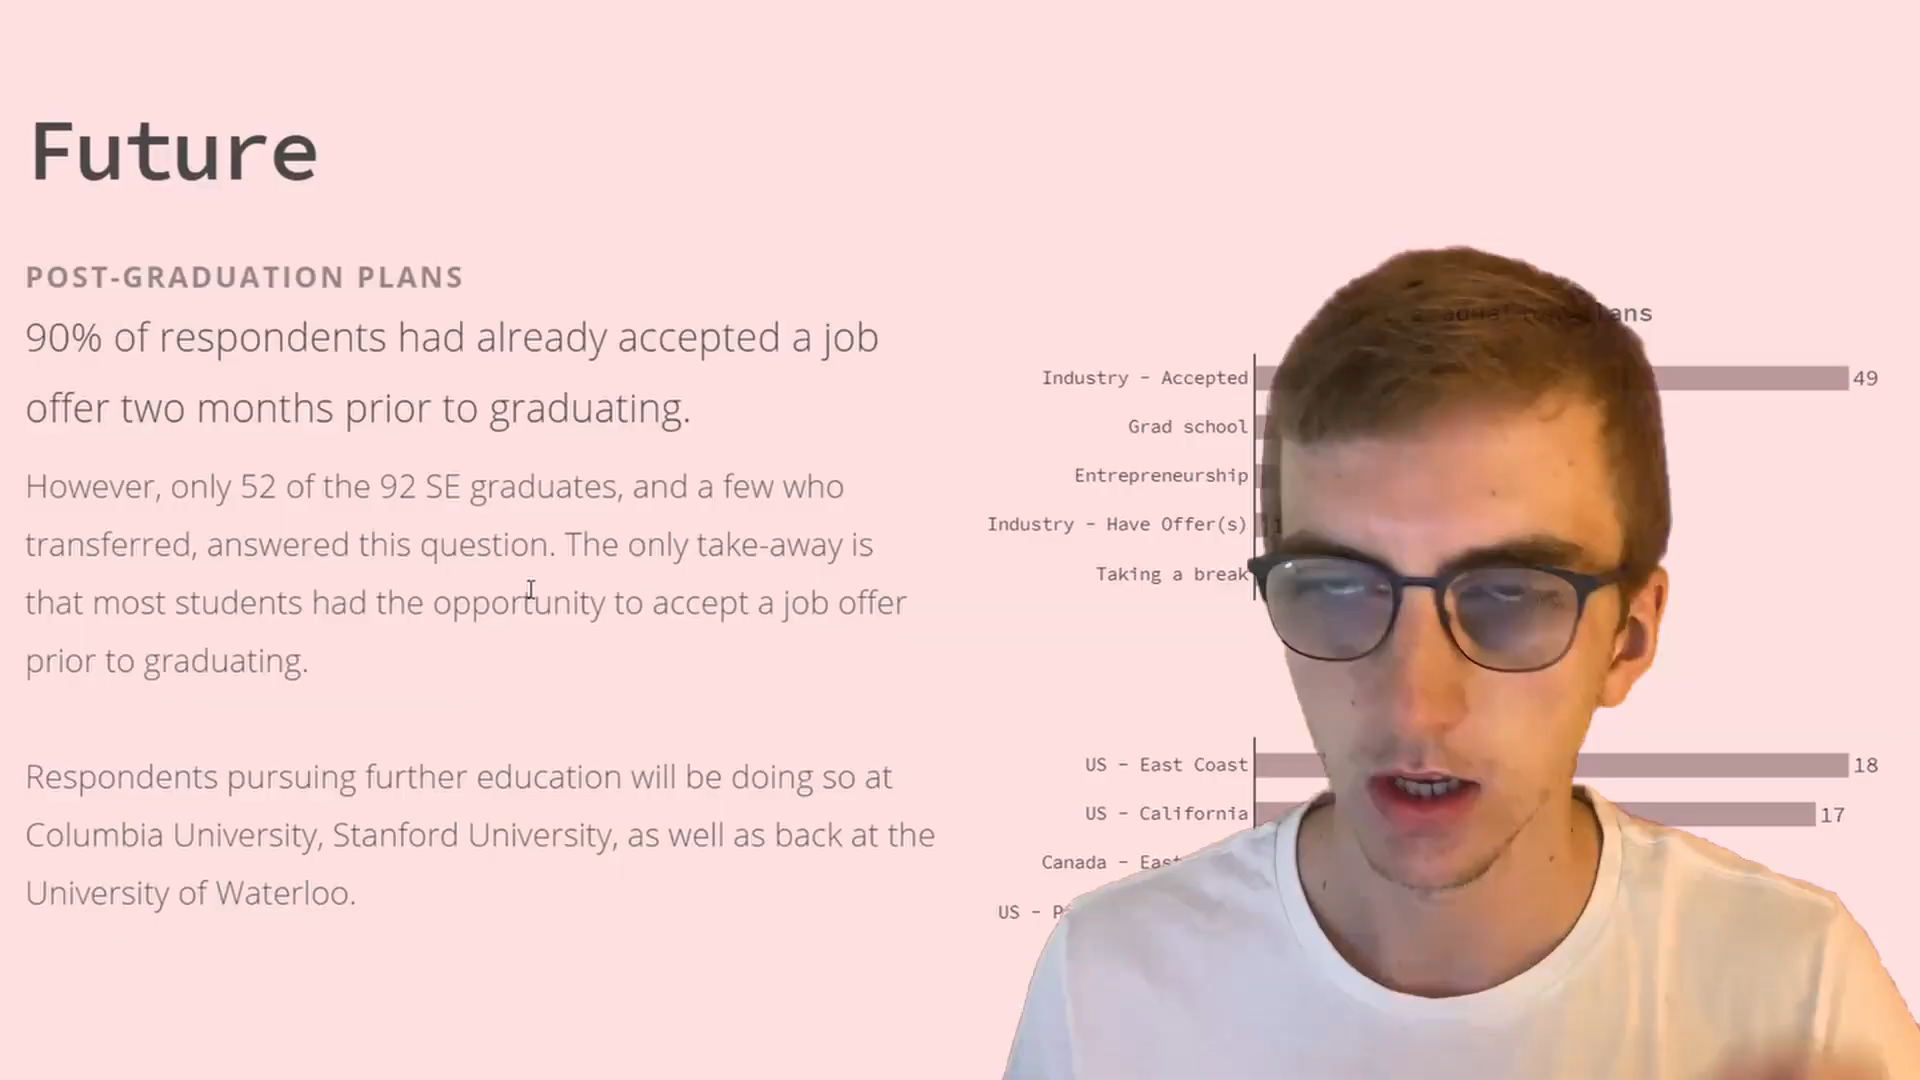 Future
POST-GRADUATION PLANS
90% of respondents had already accepted a job
offer two months prior to graduating.
However, only 52 of the 92 SE graduates, and a few who
transferred, answered this question. The only take-away is
that most students had the opportunity to accept a job offer
prior to graduating.
Respondents pursuing further education will be doing so at
Columbia University, Stanford University, as well as back at the
University of Waterloo.
Industry - Accepted 49
Grad school
Entrepreneurship
Industry - Have Offer(s) 1
Taking a break
US - East Coast 18
US - California 17
Canada -
US -